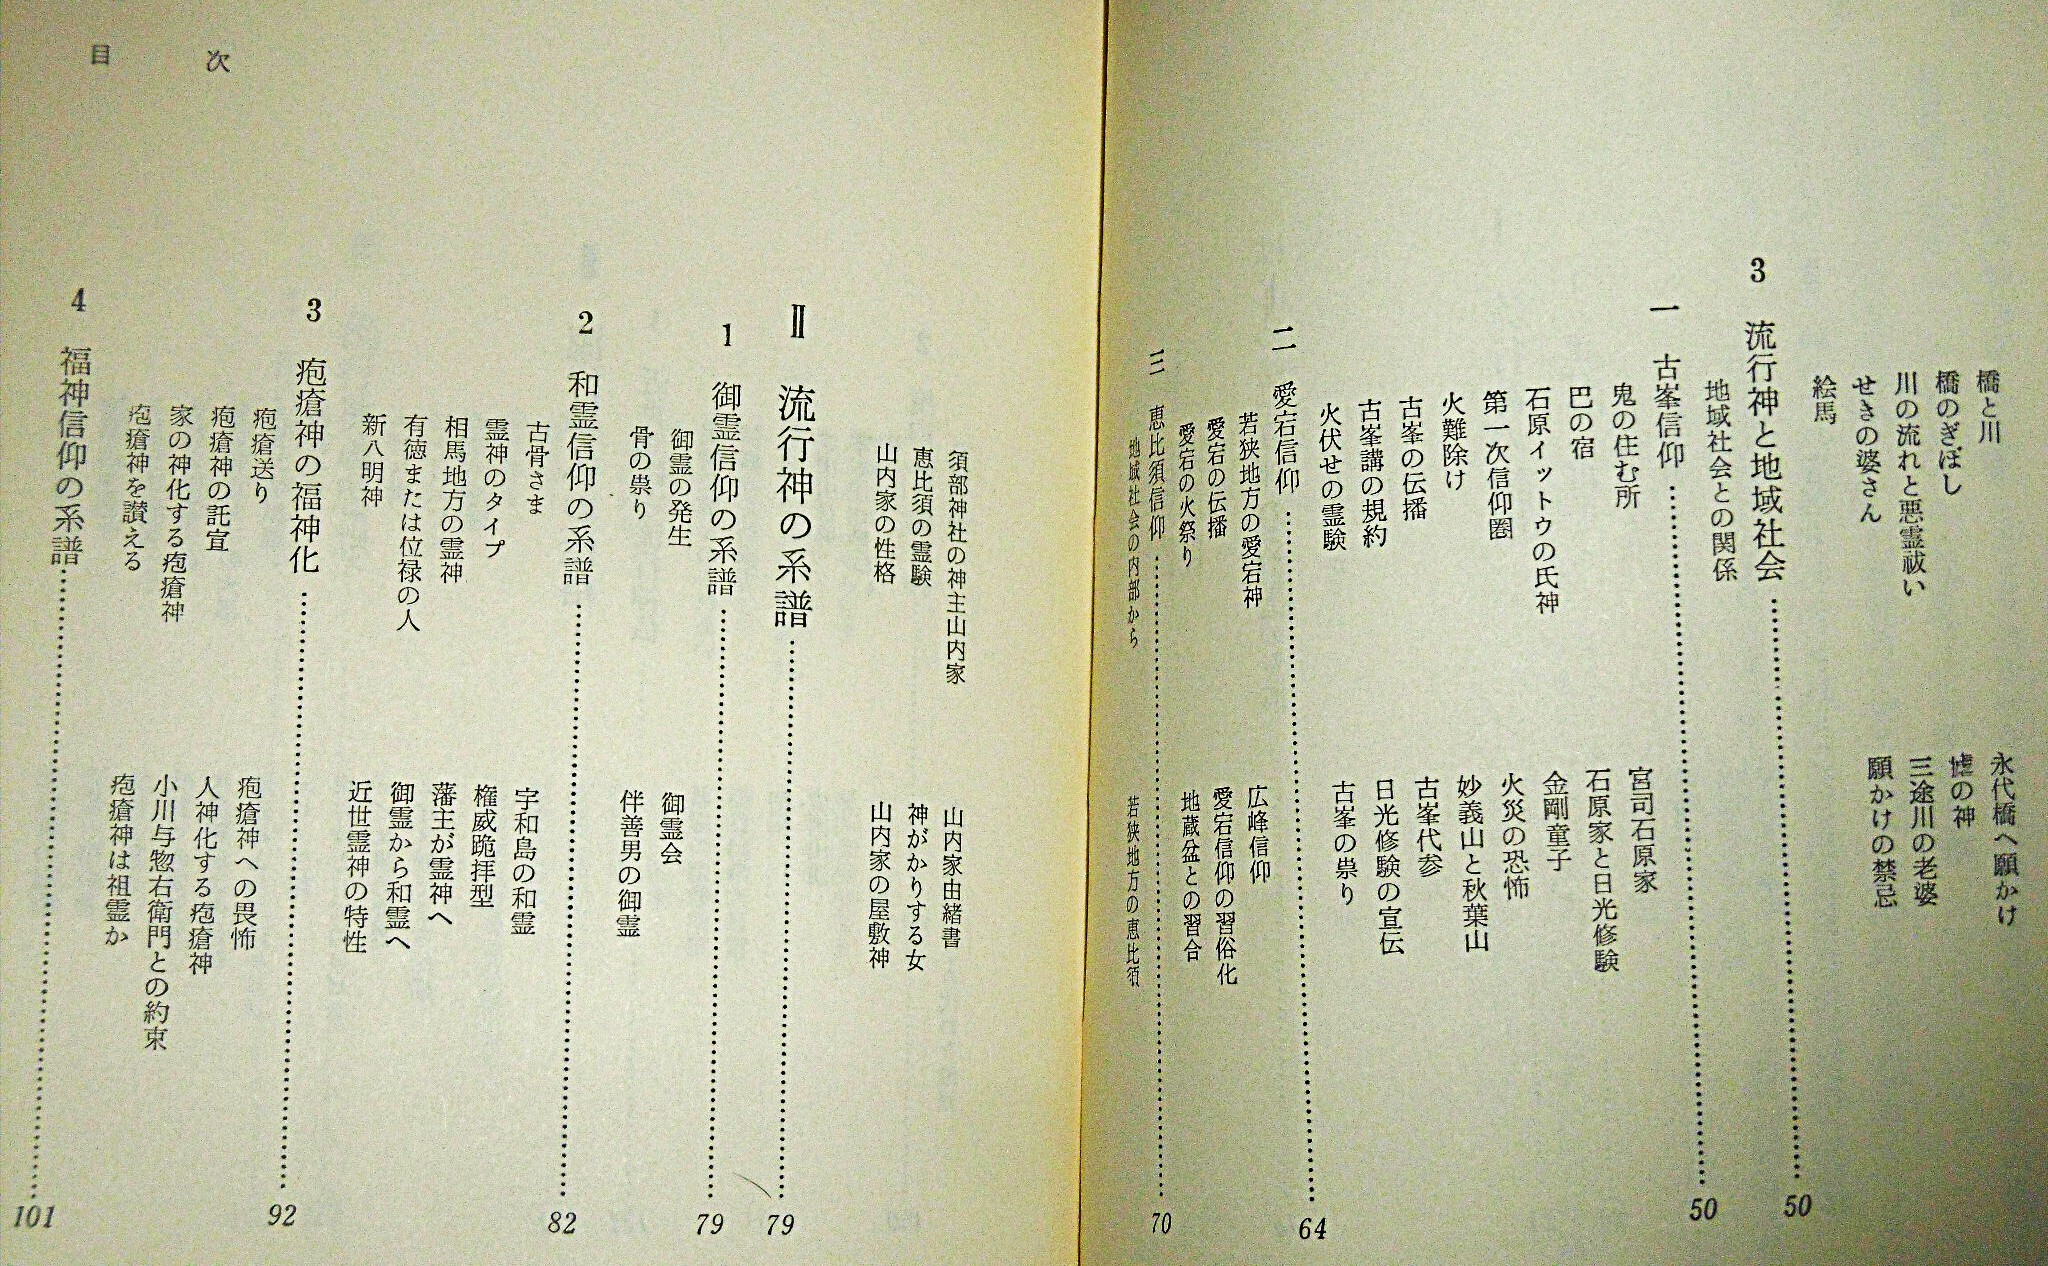 橋と川
永代橋へ願かけ
橋のぎぼし
嘘の神
川の流れと悪霊祓い
三途川の老婆
せきの婆さん
願かけの禁忌
絵馬
3 流行神と地域社会 50
地域社会との関係
一 古峯信仰 50
宮司石原家
鬼の住む所
石原家と日光修験
巴の宿
金剛童子
石原イットウの氏神
火災の恐怖
第一次信仰圏
妙義山と秋葉山
火難除け
古峯代参
古峯の伝播
日光修験の宣伝
古峯講の規約
古峯の祟り
火伏せの霊験
二 愛宕信仰 64
広峰信仰
若狭地方の愛宕神
愛宕信仰の習俗化
愛宕の伝播
地蔵盆との習合
愛宕の火祭り
三 恵比須信仰 70
地域社会の内部から
若狭地方の恵比須
須部神社の神主山内家
山内家由緒書
恵比須の霊験
神がかりする女
山内家の性格
山内家の屋敷神
Ⅱ 流行神の系譜 79
1 御霊信仰の系譜 79
御霊の発生
御霊会
骨の祟り
伴善男の御霊
2 和霊信仰の系譜 82
古骨さま
宇和島の和霊
霊神のタイプ
権威跪拝型
相馬地方の霊神
藩主が霊神へ
有徳または位禄の人
御霊から和霊へ
新八明神
近世霊神の特性
3 疱瘡神の福神化 92
疱瘡送り
疱瘡神への畏怖
疱瘡神の託宣
人神化する疱瘡神
家の神化する疱瘡神
小川与惣右衛門との約束
疱瘡神を讃える
疱瘡神は祖霊か
4 福神信仰の系譜 101
目次